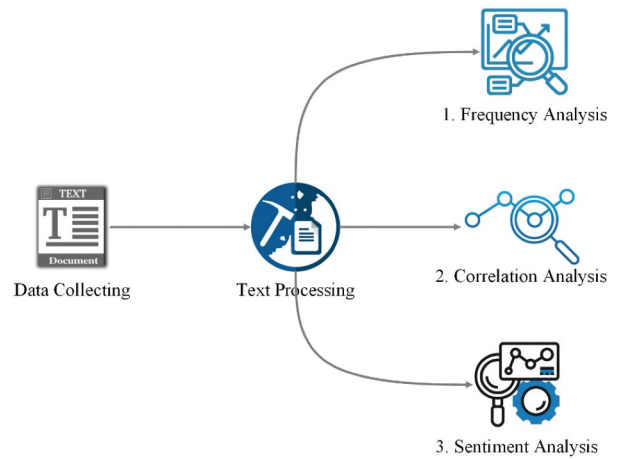 1. Frequency Analysis
TEXT
T
Document
Data Collecting
Text Processing
2. Correlation Analysis
3. Sentiment Analysis